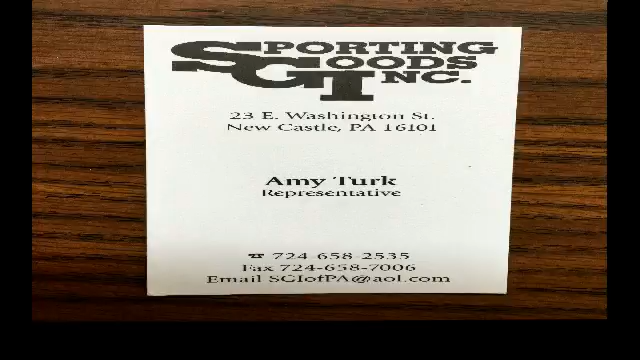 SPORTING
GOODS
INC.
23 E. Washington St.
New Castle, PA 16101
Amy Turk
Representative
☎ 724-658-2535
Fax 724-658-7006
Email SGIofPA@aol.com